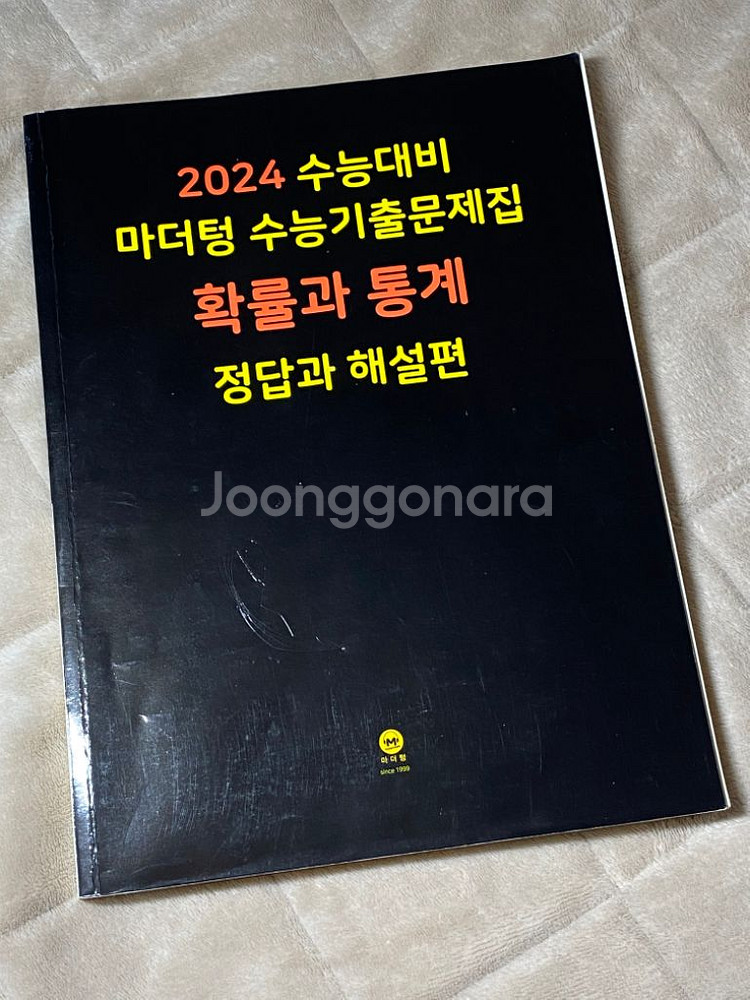 2024 수능대비
마더텅 수능기출문제집
확률과 통계
정답과 해설편
Joonggonara
M
마더텅
since 1999